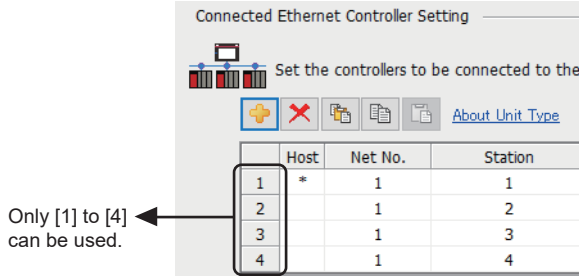 Connected Ethernet Controller Setting
Set the controllers to be connected to the
About Unit Type
Host Net No. Station
1 * 1 1
2 1 2
3 1 3
4 1 4
Only [1] to [4]
can be used.